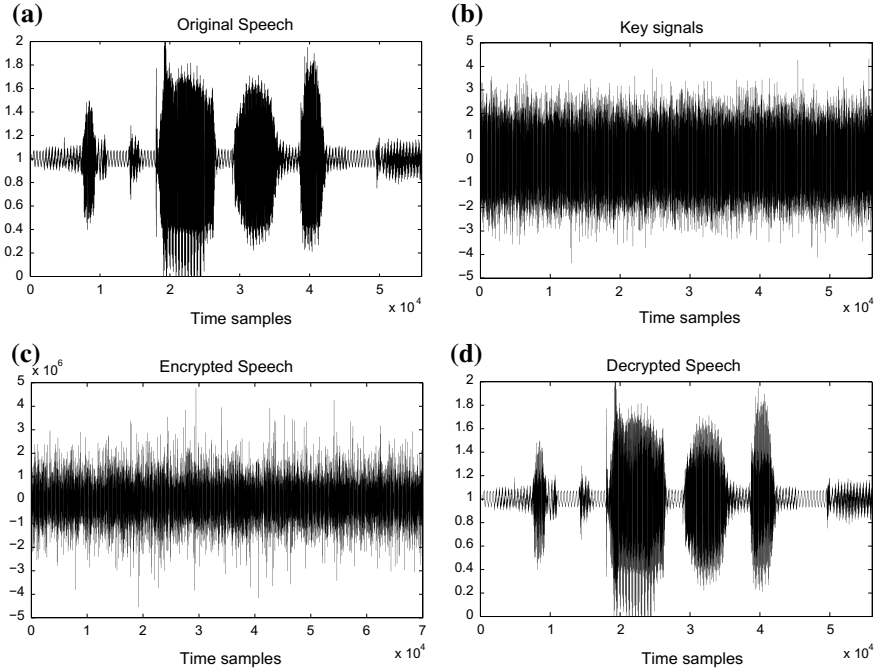 (a)
Original Speech
2
1.8
1.6
1.4
1.2
1
0.8
0.6
0.4
0.2
0
0 1 2 3 4 5
x 10^4
Time samples
(b)
Key signals
5
4
3
2
1
0
−1
−2
−3
−4
−5
0 1 2 3 4 5
x 10^4
Time samples
(c)
x 10^6
Encrypted Speech
5
4
3
2
1
0
−1
−2
−3
−4
−5
0 1 2 3 4 5 6 70
x 10^4
Time samples
(d)
Decrypted Speech
2
1.8
1.6
1.4
1.2
1
0.8
0.6
0.4
0.2
0
0 1 2 3 4 5
x 10^4
Time samples